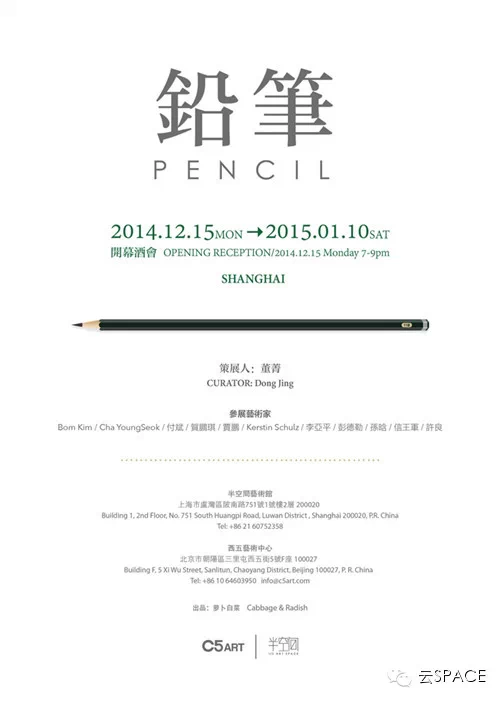 鉛筆
PENCIL
2014.12.15MON→2015.01.10SAT
開幕酒會 OPENING RECEPTION/2014.12.15 Monday 7-9pm
SHANGHAI
策展人：董菁
CURATOR: Dong Jing
參展藝術家
Bom Kim / Cha YoungSeok / 付斌 / 賀國琪 / 賈鵬 / Kerstin Schulz / 李亞平 / 彭德勒 / 孫晗 / 信王軍 / 許良
半空間藝術館
上海市盧灣區陂南路751號1號樓2層 200020
Building 1, 2nd Floor, No. 751 South Huangpi Road, Luwan District , Shanghai 200020, P.R. China
Tel: +86 21 60752358
西五藝術中心
北京市朝陽區三里屯西五街5號F座 100027
Building F, 5 Xi Wu Street, Sanlitun, Chaoyang District, Beijing 100027, P. R. China
Tel: +86 10 64603950 info@c5art.com
出品：萝卜白菜 Cabbage & Radish
C5ART
半空間
云SPACE